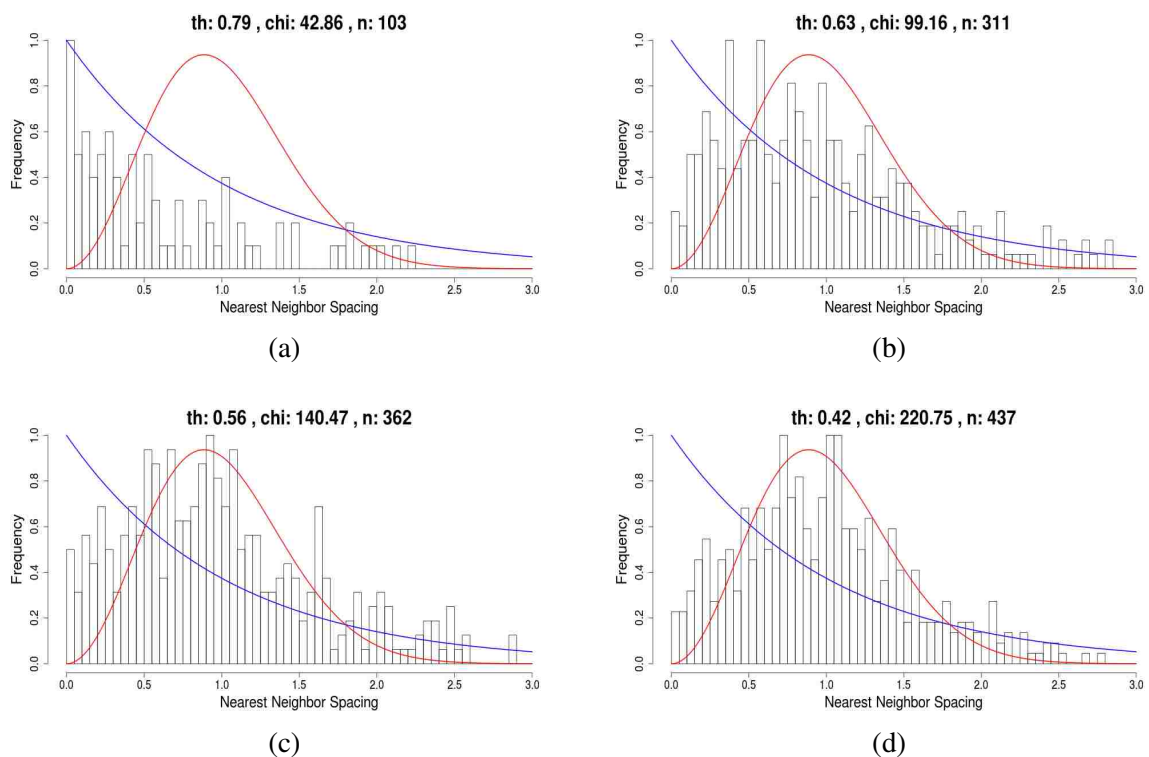 th: 0.79 , chi: 42.86 , n: 103
Frequency
0.0 0.2 0.4 0.6 0.8 1.0
0.0 0.5 1.0 1.5 2.0 2.5 3.0
Nearest Neighbor Spacing
(a)
th: 0.63 , chi: 99.16 , n: 311
Frequency
0.0 0.2 0.4 0.6 0.8 1.0
0.0 0.5 1.0 1.5 2.0 2.5 3.0
Nearest Neighbor Spacing
(b)
th: 0.56 , chi: 140.47 , n: 362
Frequency
0.0 0.2 0.4 0.6 0.8 1.0
0.0 0.5 1.0 1.5 2.0 2.5 3.0
Nearest Neighbor Spacing
(c)
th: 0.42 , chi: 220.75 , n: 437
Frequency
0.0 0.2 0.4 0.6 0.8 1.0
0.0 0.5 1.0 1.5 2.0 2.5 3.0
Nearest Neighbor Spacing
(d)